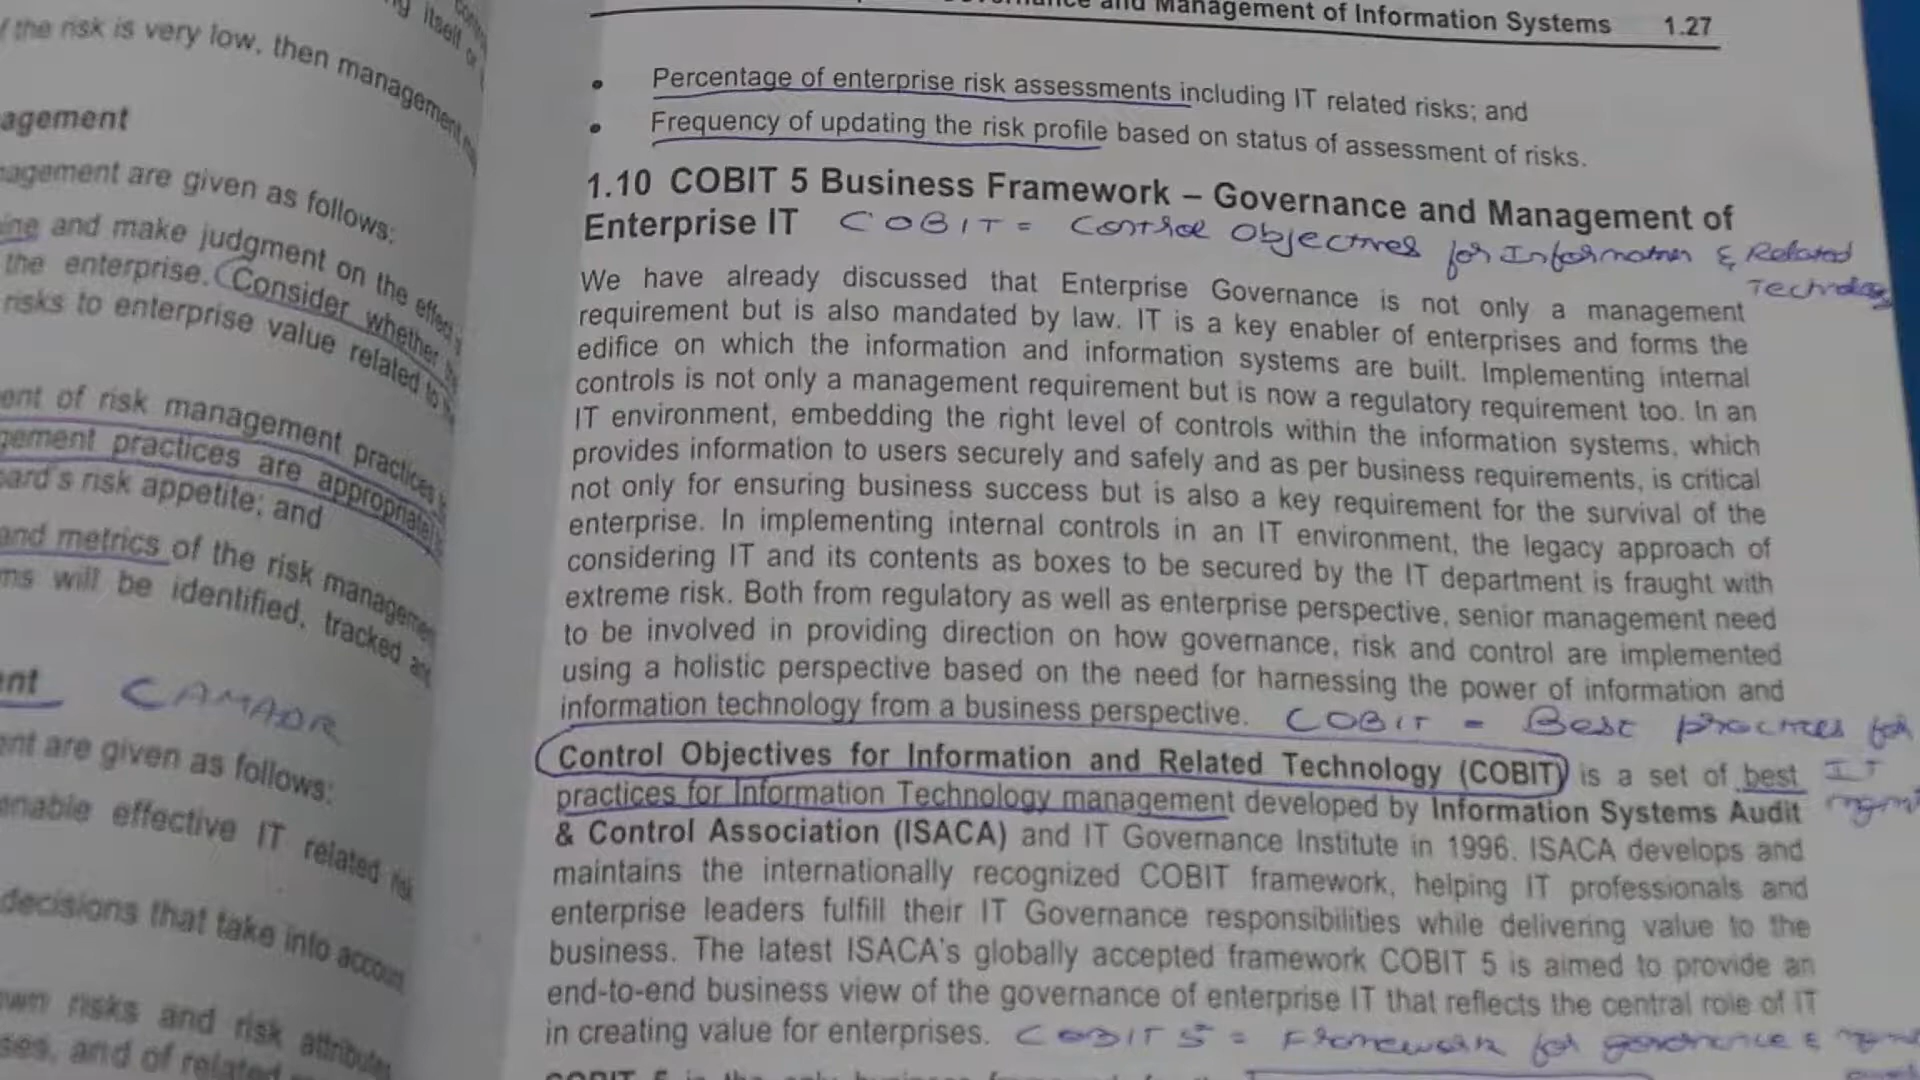 the risk is very low, then management
agement
agement are given as follows:
and make judgment on the effect
the enterprise. Consider whether
risks to enterprise value related to
ent of risk management practices
gement practices are appropriate
ard's risk appetite; and
and metrics of the risk management
ms will be identified, tracked and
nt CAMADR
ent are given as follows:
enable effective IT related risk
decisions that take into account
own risks and risk attributes
ses, and of related
and Management of Information Systems 1.27
• Percentage of enterprise risk assessments including IT related risks; and
• Frequency of updating the risk profile based on status of assessment of risks.
1.10 COBIT 5 Business Framework – Governance and Management of
Enterprise IT COBIT = Control Objectives for Information & Related
Technology
We have already discussed that Enterprise Governance is not only a management
requirement but is also mandated by law. IT is a key enabler of enterprises and forms the
edifice on which the information and information systems are built. Implementing internal
controls is not only a management requirement but is now a regulatory requirement too. In an
IT environment, embedding the right level of controls within the information systems, which
provides information to users securely and safely and as per business requirements, is critical
not only for ensuring business success but is also a key requirement for the survival of the
enterprise. In implementing internal controls in an IT environment, the legacy approach of
considering IT and its contents as boxes to be secured by the IT department is fraught with
extreme risk. Both from regulatory as well as enterprise perspective, senior management need
to be involved in providing direction on how governance, risk and control are implemented
using a holistic perspective based on the need for harnessing the power of information and
information technology from a business perspective. COBIT = Best practices for
IT
mgmt
Control Objectives for Information and Related Technology (COBIT) is a set of best
practices for Information Technology management developed by Information Systems Audit
& Control Association (ISACA) and IT Governance Institute in 1996. ISACA develops and
maintains the internationally recognized COBIT framework, helping IT professionals and
enterprise leaders fulfill their IT Governance responsibilities while delivering value to the
business. The latest ISACA's globally accepted framework COBIT 5 is aimed to provide an
end-to-end business view of the governance of enterprise IT that reflects the central role of IT
in creating value for enterprises. COBIT 5 = Framework for governance & mgmt